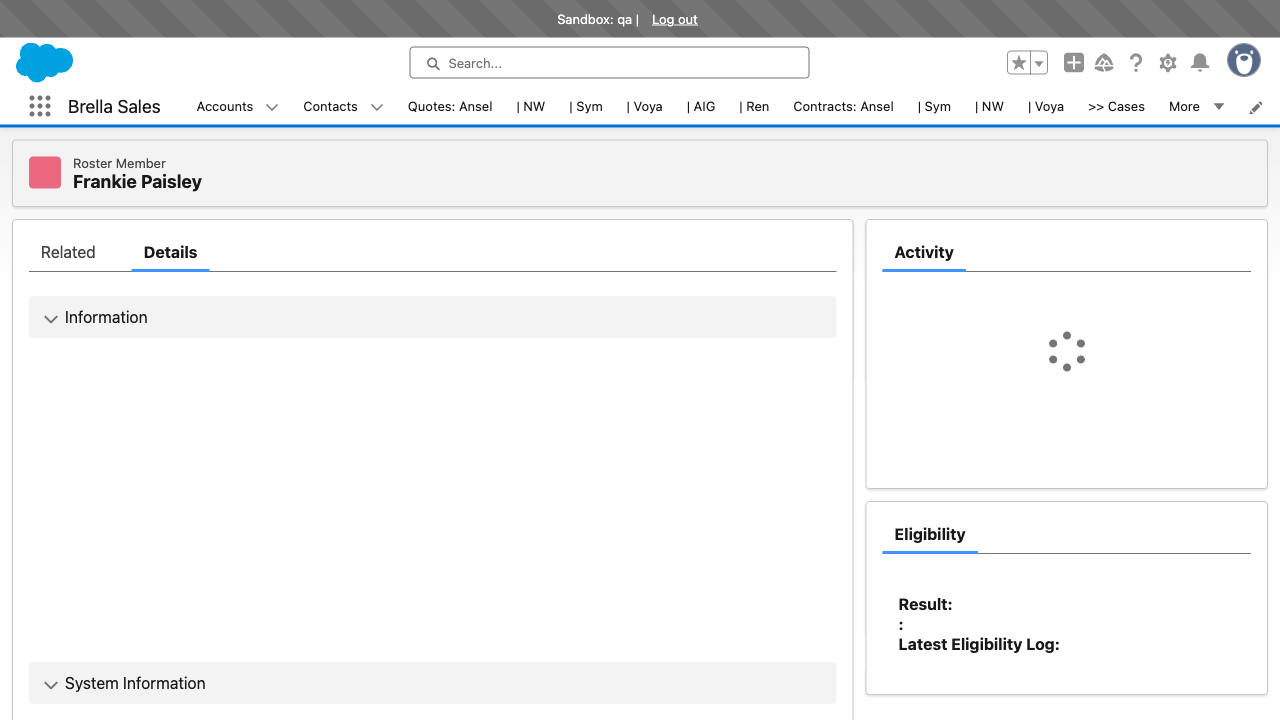 Sandbox: qa | Log out
Search...
Brella Sales
Accounts
Contacts
Quotes: Ansel
| NW
| Sym
| Voya
| AIG
| Ren
Contracts: Ansel
| Sym
| NW
| Voya
>> Cases
More
Roster Member
Frankie Paisley
Related
Details
Information
System Information
Activity
Eligibility
Result:
:
Latest Eligibility Log: